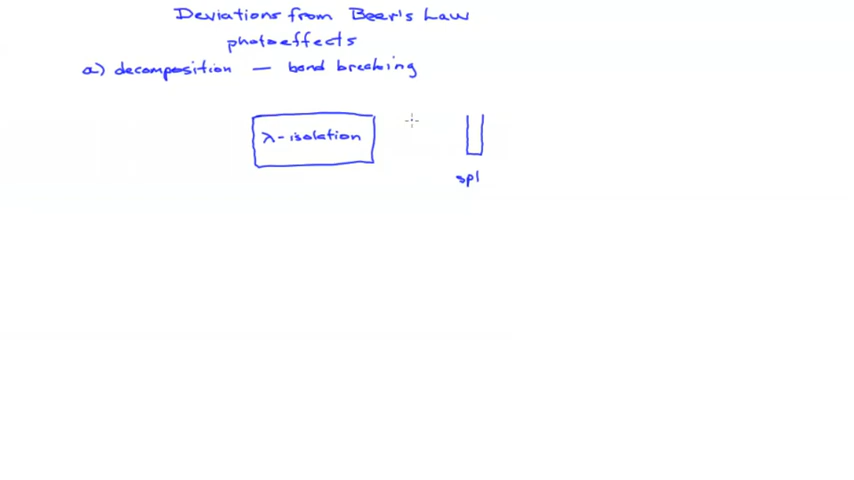 Deviations from Beer's Law
photoeffects
a) decomposition — bond breaking
λ-isolation
spl